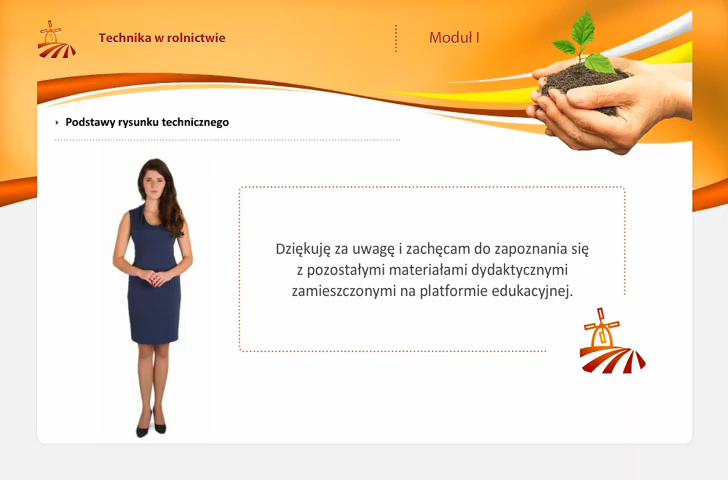 Technika w rolnictwie
Moduł I
Podstawy rysunku technicznego
Dziękuję za uwagę i zachęcam do zapoznania się
z pozostałymi materiałami dydaktycznymi
zamieszczonymi na platformie edukacyjnej.